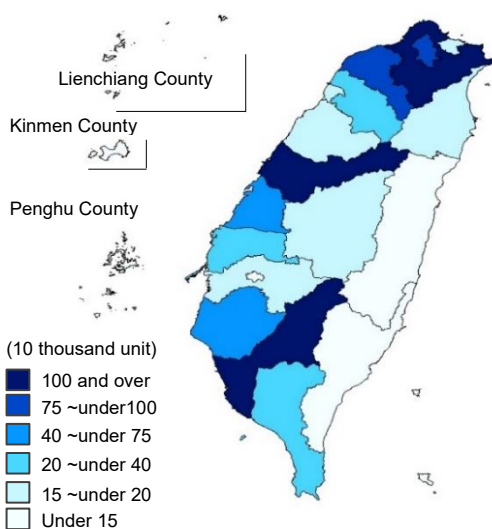 Lienchiang County
Kinmen County
Penghu County
(10 thousand unit)
100 and over
75 ~under100
40 ~under 75
20 ~under 40
15 ~under 20
Under 15